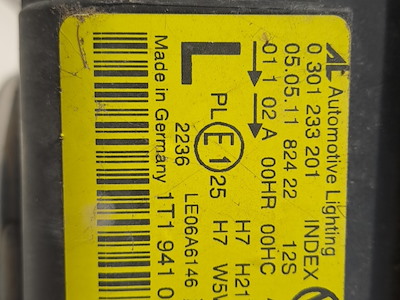 AL Automotive Lighting
0 301 233 201 INDEX
05.05.11 824 22 12S
01 1 02 A 00HR 00HC
L PL E1 25 H7 H21
H7 W5W
2236 LE06A6146
Made in Germany 1T1 941 0